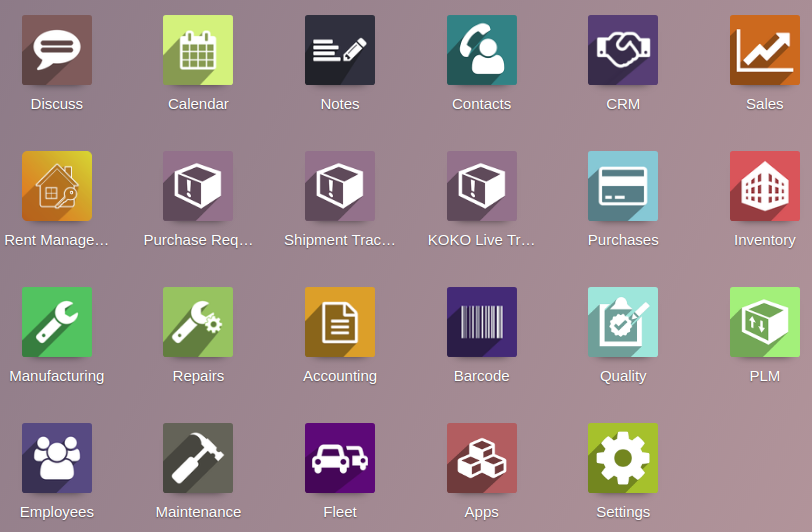 Discuss
Calendar
Notes
Contacts
CRM
Sales
Rent Manage…
Purchase Req…
Shipment Trac…
KOKO Live Tr…
Purchases
Inventory
Manufacturing
Repairs
Accounting
Barcode
Quality
PLM
Employees
Maintenance
Fleet
Apps
Settings